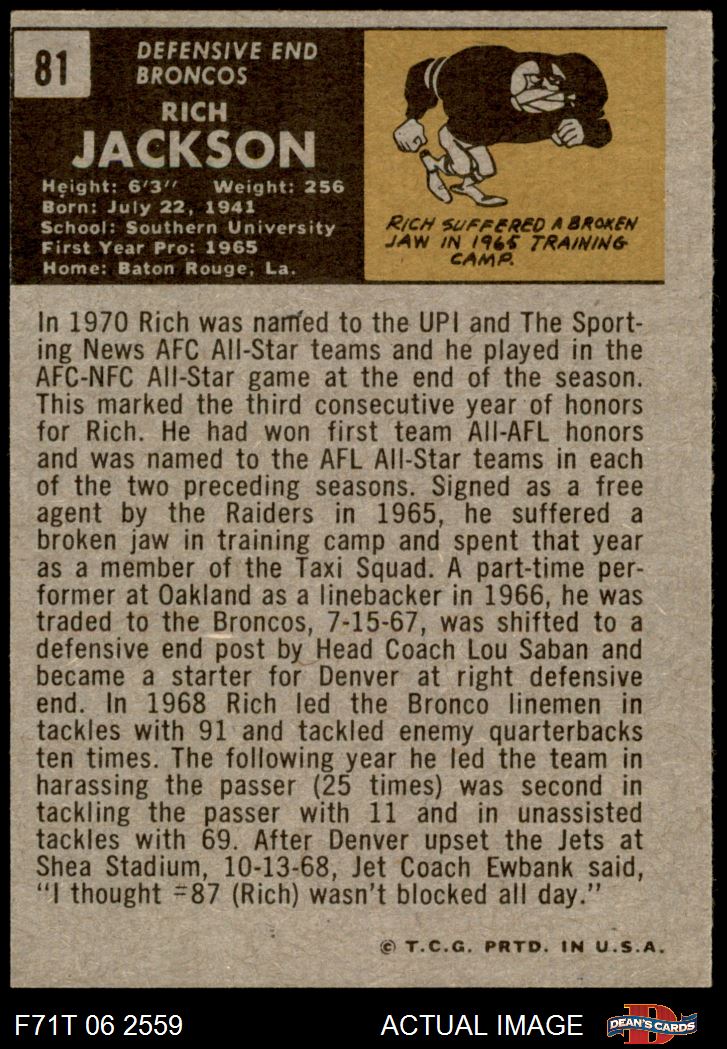 81
DEFENSIVE END
BRONCOS
RICH
JACKSON
Height: 6'3" Weight: 256
Born: July 22, 1941
School: Southern University
First Year Pro: 1965
Home: Baton Rouge, La.
RICH SUFFERED A BROKEN
JAW IN 1965 TRAINING
CAMP.
In 1970 Rich was named to the UPI and The Sport-
ing News AFC All-Star teams and he played in the
AFC-NFC All-Star game at the end of the season.
This marked the third consecutive year of honors
for Rich. He had won first team All-AFL honors
and was named to the AFL All-Star teams in each
of the two preceding seasons. Signed as a free
agent by the Raiders in 1965, he suffered a
broken jaw in training camp and spent that year
as a member of the Taxi Squad. A part-time per-
former at Oakland as a linebacker in 1966, he was
traded to the Broncos, 7-15-67, was shifted to a
defensive end post by Head Coach Lou Saban and
became a starter for Denver at right defensive
end. In 1968 Rich led the Bronco linemen in
tackles with 91 and tackled enemy quarterbacks
ten times. The following year he led the team in
harassing the passer (25 times) was second in
tackling the passer with 11 and in unassisted
tackles with 69. After Denver upset the Jets at
Shea Stadium, 10-13-68, Jet Coach Ewbank said,
"I thought #87 (Rich) wasn't blocked all day."
© T.C.G. PRTD. IN U.S.A.
F71T 06 2559 ACTUAL IMAGE
DEAN'S CARDS